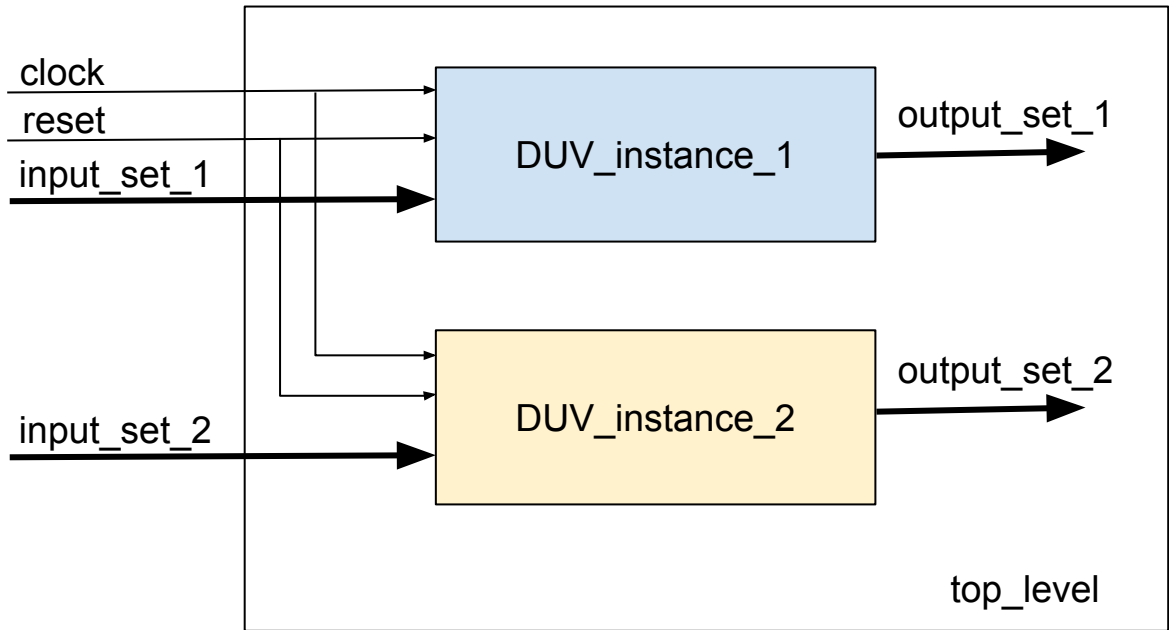 clock
reset
input_set_1
DUV_instance_1
output_set_1
input_set_2
DUV_instance_2
output_set_2
top_level